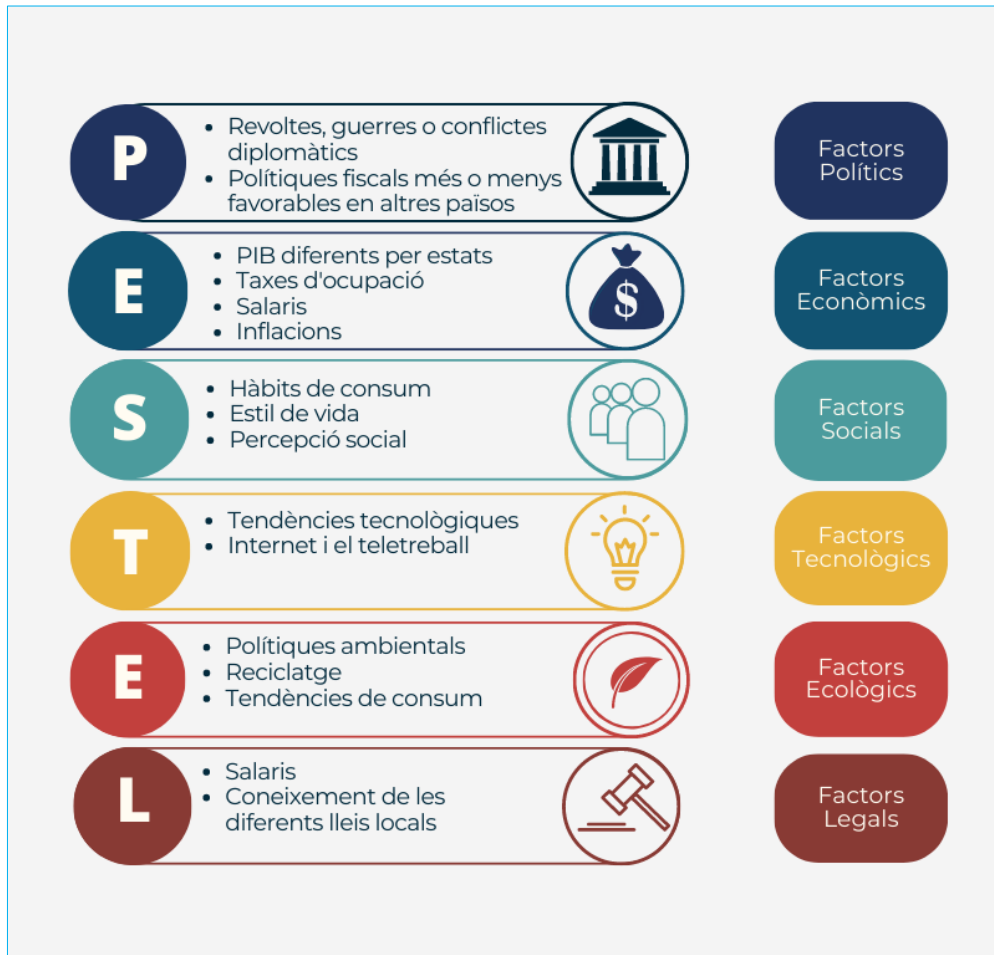 P
• Revoltes, guerres o conflictes
diplomàtics
• Polítiques fiscals més o menys
favorables en altres països
Factors
Polítics
E
• PIB diferents per estats
• Taxes d'ocupació
• Salaris
• Inflacions
$
Factors
Econòmics
S
• Hàbits de consum
• Estil de vida
• Percepció social
Factors
Socials
T
• Tendències tecnològiques
• Internet i el teletreball
Factors
Tecnològics
E
• Polítiques ambientals
• Reciclatge
• Tendències de consum
Factors
Ecològics
L
• Salaris
• Coneixement de les
diferents lleis locals
Factors
Legals